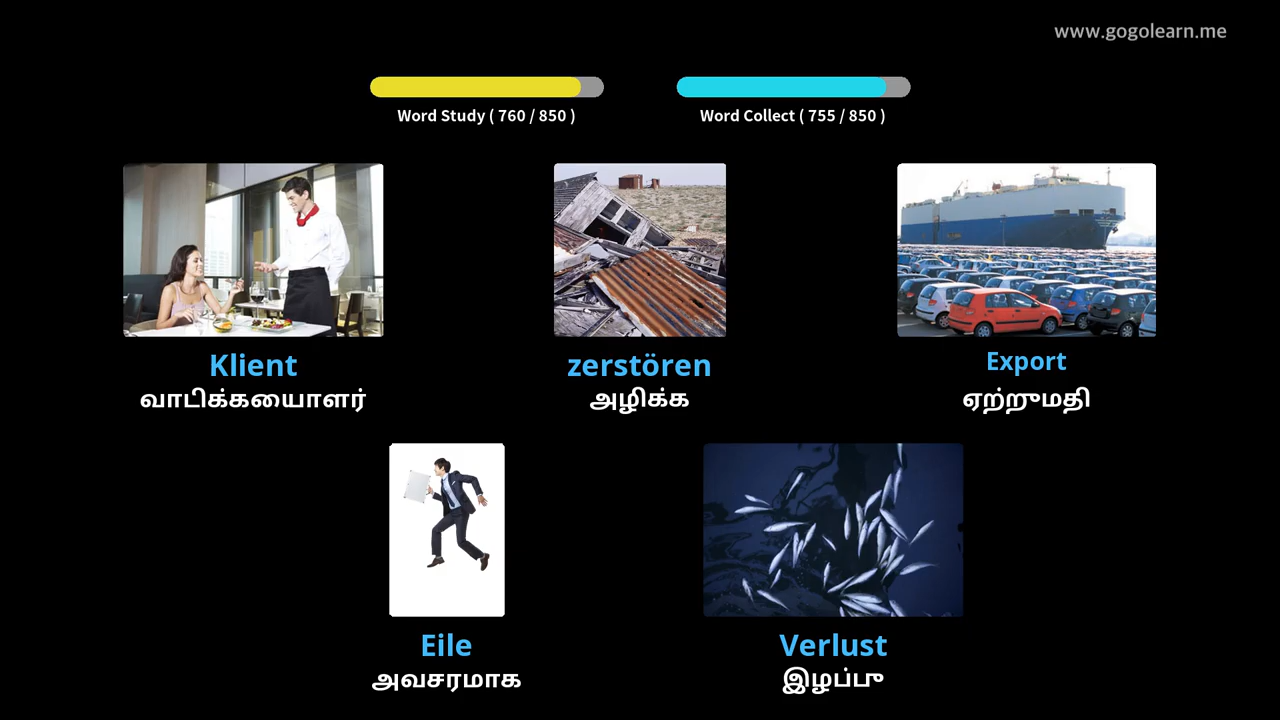 www.gogolearn.me
Word Study ( 760 / 850 )
Word Collect ( 755 / 850 )
Klient
வாடிக்கையாளர்
zerstören
அழிக்க
Export
ஏற்றுமதி
Eile
அவசரமாக
Verlust
இழப்பு